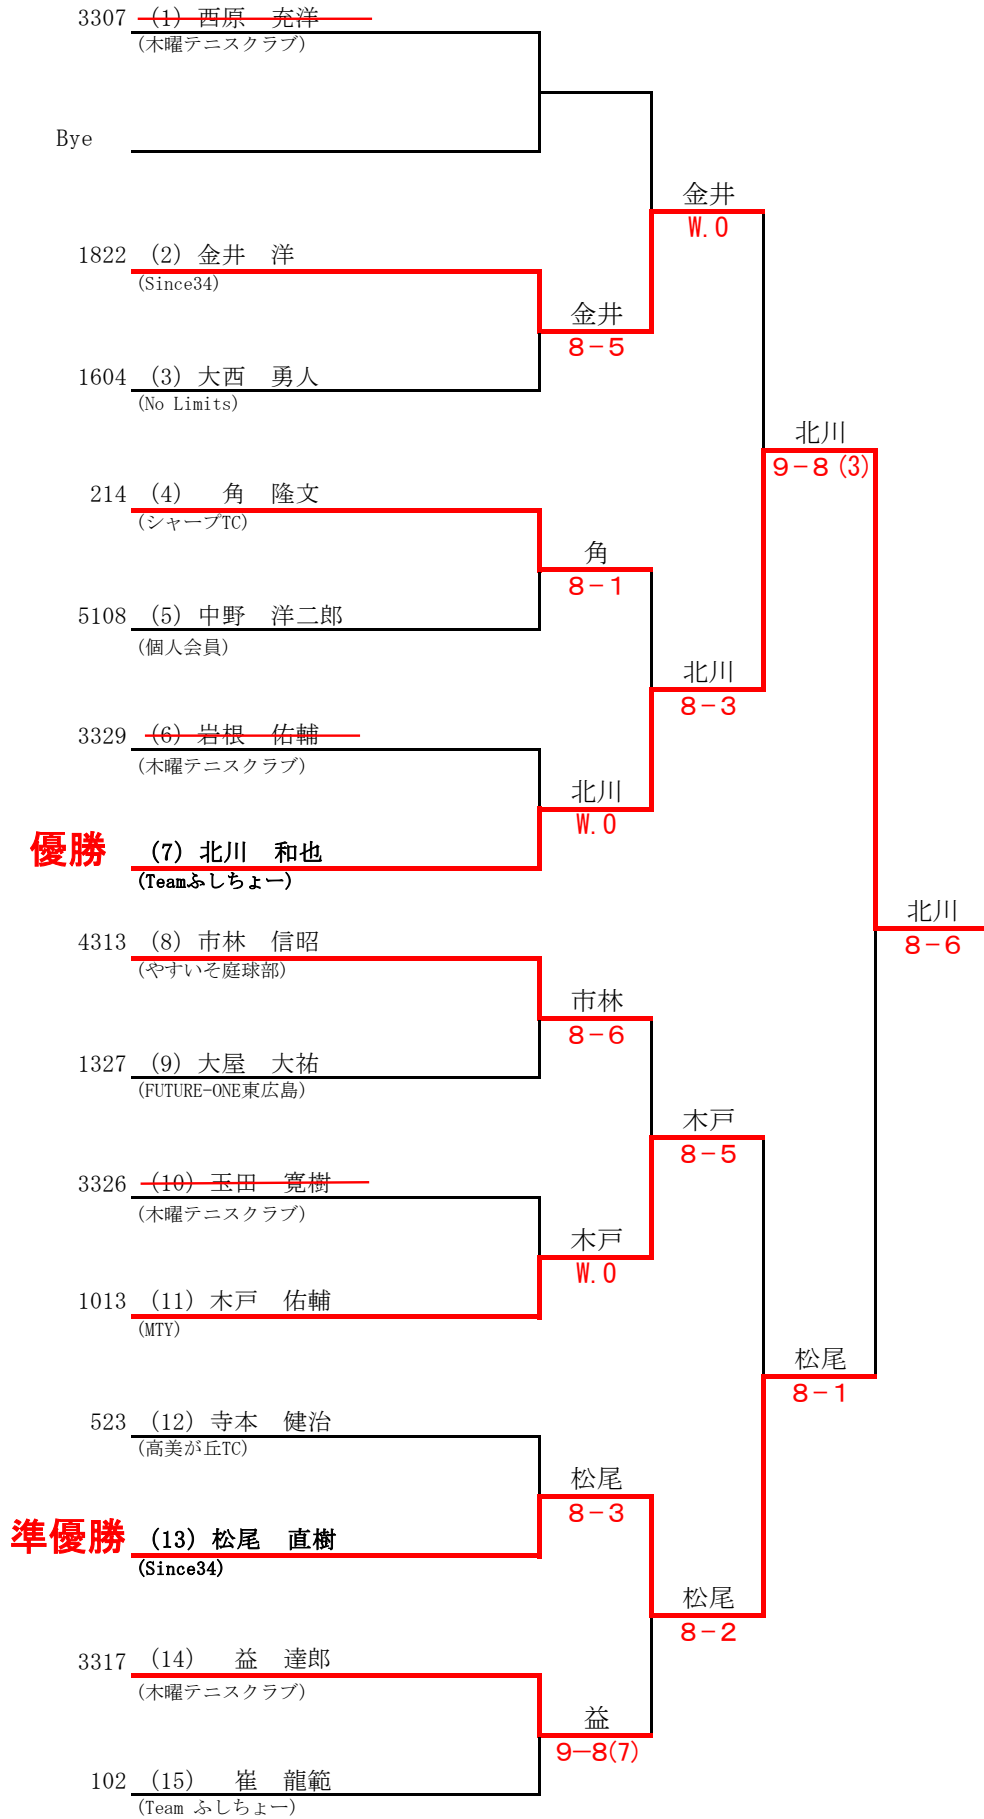 3307 (1) 西原　充洋
(木曜テニスクラブ)
Bye
金井
W.0
1822 (2) 金井　洋
(Since34)
金井
8-5
1604 (3) 大西　勇人
(No Limits)
北川
9-8 (3)
214 (4)　角　隆文
(シャープTC)
角
8-1
5108 (5) 中野　洋二郎
(個人会員)
北川
8-3
3329 (6) 岩根　佑輔
(木曜テニスクラブ)
北川
W.0
優勝 (7) 北川　和也
(Teamふしちょー)
北川
8-6
4313 (8) 市林　信昭
(やすいそ庭球部)
市林
8-6
1327 (9) 大屋　大祐
(FUTURE-ONE東広島)
木戸
8-5
3326 (10) 玉田　寛樹
(木曜テニスクラブ)
木戸
W.0
1013 (11) 木戸　佑輔
(MTY)
松尾
8-1
523 (12) 寺本　健治
(高美が丘TC)
松尾
8-3
準優勝 (13) 松尾　直樹
(Since34)
松尾
8-2
3317 (14)　益　達郎
(木曜テニスクラブ)
益
9-8(7)
102 (15)　崔　龍範
(Team ふしちょー)